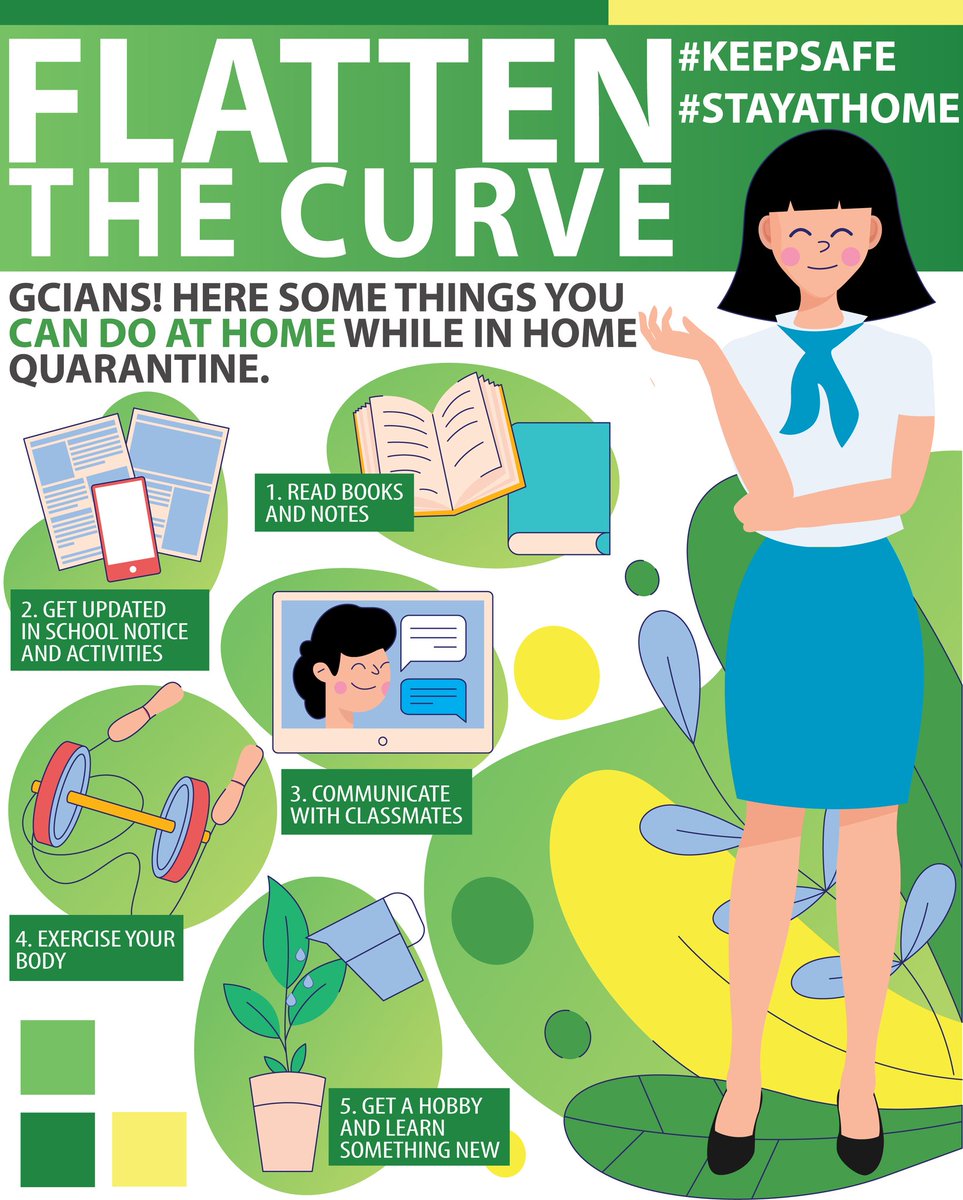 FLATTEN
THE CURVE
#KEEPSAFE
#STAYATHOME
GCIANS! HERE SOME THINGS YOU
CAN DO AT HOME WHILE IN HOME
QUARANTINE.
1. READ BOOKS
AND NOTES
2. GET UPDATED
IN SCHOOL NOTICE
AND ACTIVITIES
3. COMMUNICATE
WITH CLASSMATES
4. EXERCISE YOUR
BODY
5. GET A HOBBY
AND LEARN
SOMETHING NEW